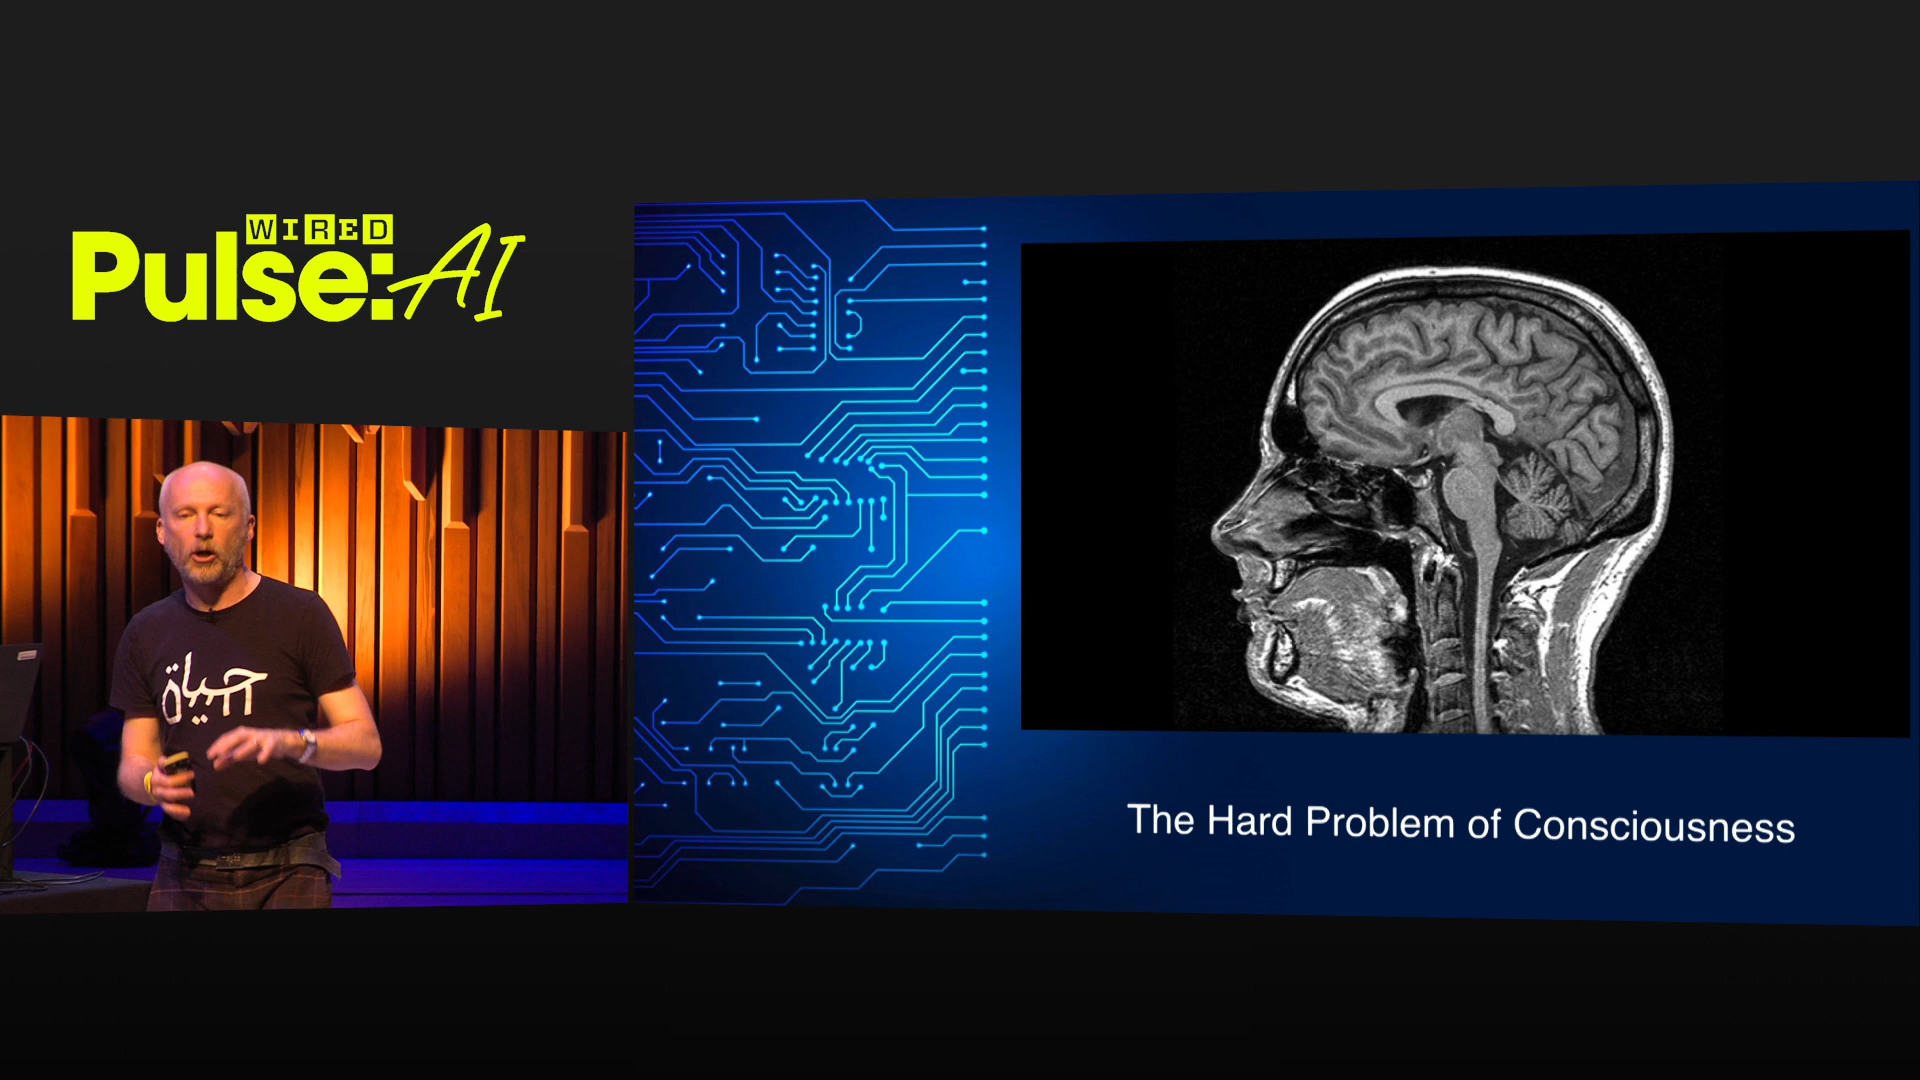 WIRED
Pulse:AI
حياة
The Hard Problem of Consciousness